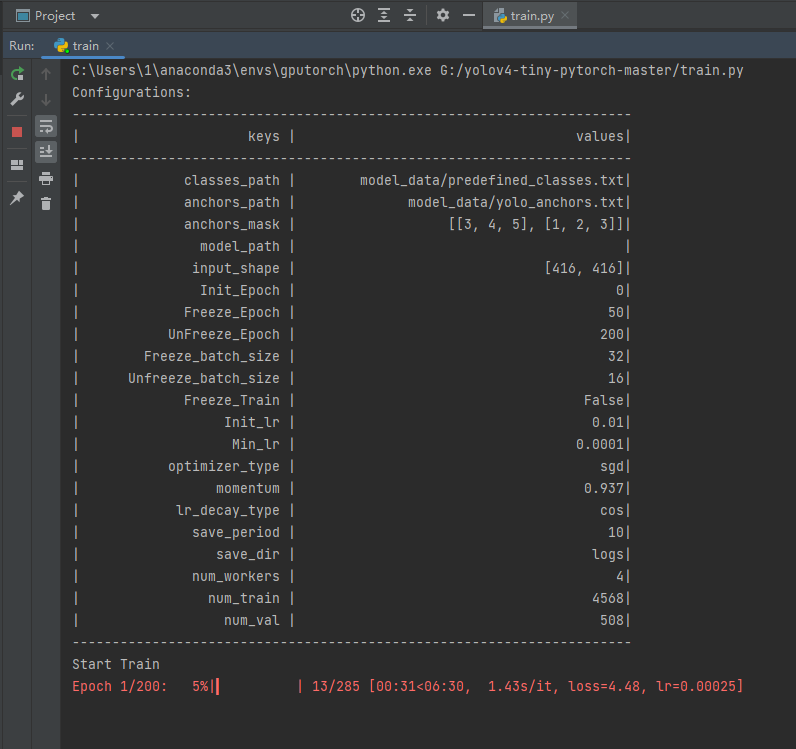 Project
train.py
Run: train
C:\Users\1\anaconda3\envs\gputorch\python.exe G:/yolov4-tiny-pytorch-master/train.py
Configurations:
----------------------------------------------------------------------
|                     keys |                                   values|
----------------------------------------------------------------------
|             classes_path |        model_data/predefined_classes.txt|
|             anchors_path |              model_data/yolo_anchors.txt|
|             anchors_mask |                   [[3, 4, 5], [1, 2, 3]]|
|               model_path |                                         |
|              input_shape |                               [416, 416]|
|               Init_Epoch |                                        0|
|             Freeze_Epoch |                                       50|
|           UnFreeze_Epoch |                                      200|
|        Freeze_batch_size |                                       32|
|      Unfreeze_batch_size |                                       16|
|             Freeze_Train |                                    False|
|                  Init_lr |                                     0.01|
|                   Min_lr |                                   0.0001|
|           optimizer_type |                                      sgd|
|                 momentum |                                    0.937|
|            lr_decay_type |                                      cos|
|              save_period |                                       10|
|                 save_dir |                                     logs|
|              num_workers |                                        4|
|                num_train |                                     4568|
|                  num_val |                                      508|
----------------------------------------------------------------------
Start Train
Epoch 1/200:   5%|▌         | 13/285 [00:31<06:30,  1.43s/it, loss=4.48, lr=0.00025]